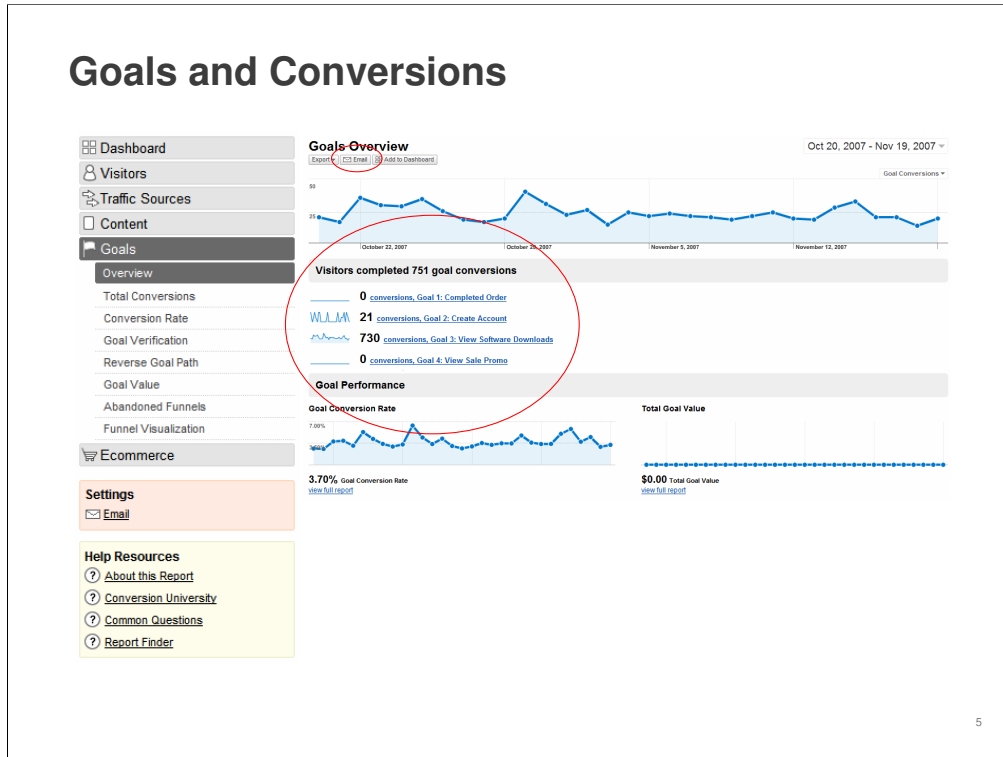 Goals and Conversions
Dashboard
Visitors
Traffic Sources
Content
Goals
Overview
Total Conversions
Conversion Rate
Goal Verification
Reverse Goal Path
Goal Value
Abandoned Funnels
Funnel Visualization
Ecommerce
Settings
Email
Help Resources
? About this Report
? Conversion University
? Common Questions
? Report Finder
Goals Overview
Oct 20, 2007 - Nov 19, 2007
Export Email Add to Dashboard
Goal Conversions
50
25
October 22, 2007 October 29, 2007 November 5, 2007 November 12, 2007
Visitors completed 751 goal conversions
0 conversions, Goal 1: Completed Order
21 conversions, Goal 2: Create Account
730 conversions, Goal 3: View Software Downloads
0 conversions, Goal 4: View Sale Promo
Goal Performance
Goal Conversion Rate
7.00%
3.70% Goal Conversion Rate
view full report
Total Goal Value
$0.00 Total Goal Value
view full report
5